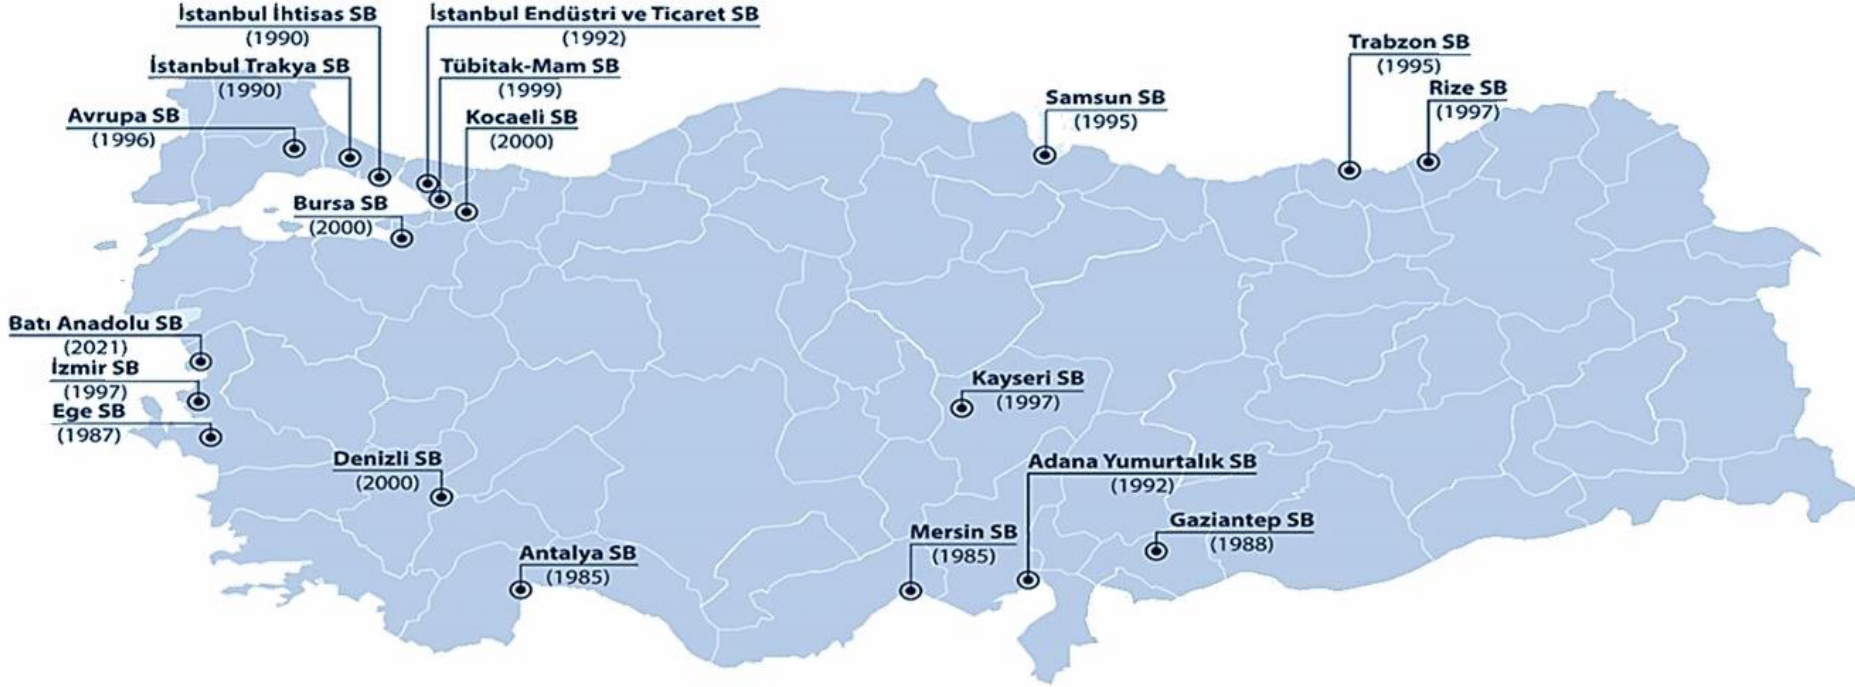 İstanbul İhtisas SB
(1990)
İstanbul Endüstri ve Ticaret SB
(1992)
İstanbul Trakya SB
(1990)
Tübitak-Mam SB
(1999)
Avrupa SB
(1996)
Kocaeli SB
(2000)
Samsun SB
(1995)
Trabzon SB
(1995)
Rize SB
(1997)
Bursa SB
(2000)
Batı Anadolu SB
(2021)
İzmir SB
(1997)
Ege SB
(1987)
Kayseri SB
(1997)
Denizli SB
(2000)
Adana Yumurtalık SB
(1992)
Gaziantep SB
(1988)
Mersin SB
(1985)
Antalya SB
(1985)